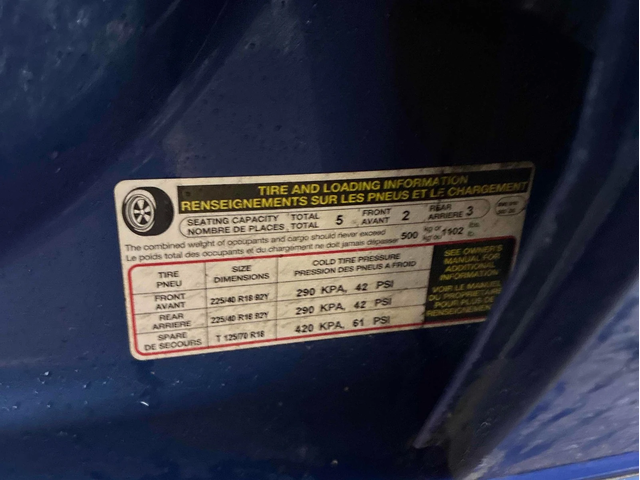 TIRE AND LOADING INFORMATION
RENSEIGNEMENTS SUR LES PNEUS ET LE CHARGEMENT
SEATING CAPACITY TOTAL 5 FRONT 2 REAR 3
NOMBRE DE PLACES TOTAL AVANT ARRIERE
The combined weight of occupants and cargo should never exceed 500 kg or 1102 lbs.
Le poids total des occupants et du chargement ne doit jamais dépasser kg or lb.
TIRE SIZE COLD TIRE PRESSURE
PNEU DIMENSIONS PRESSION DES PNEUS A FROID
FRONT
AVANT 225/40 R18 92Y 290 KPA, 42 PSI
REAR
ARRIERE 225/40 R18 92Y 290 KPA, 42 PSI
SPARE
DE SECOURS T 125/70 R18 420 KPA, 61 PSI
SEE OWNER'S
MANUAL FOR
ADDITIONAL
INFORMATION
VOIR LE MANUEL
DU PROPRIETAIRE
POUR PLUS DE
RENSEIGNEMENTS